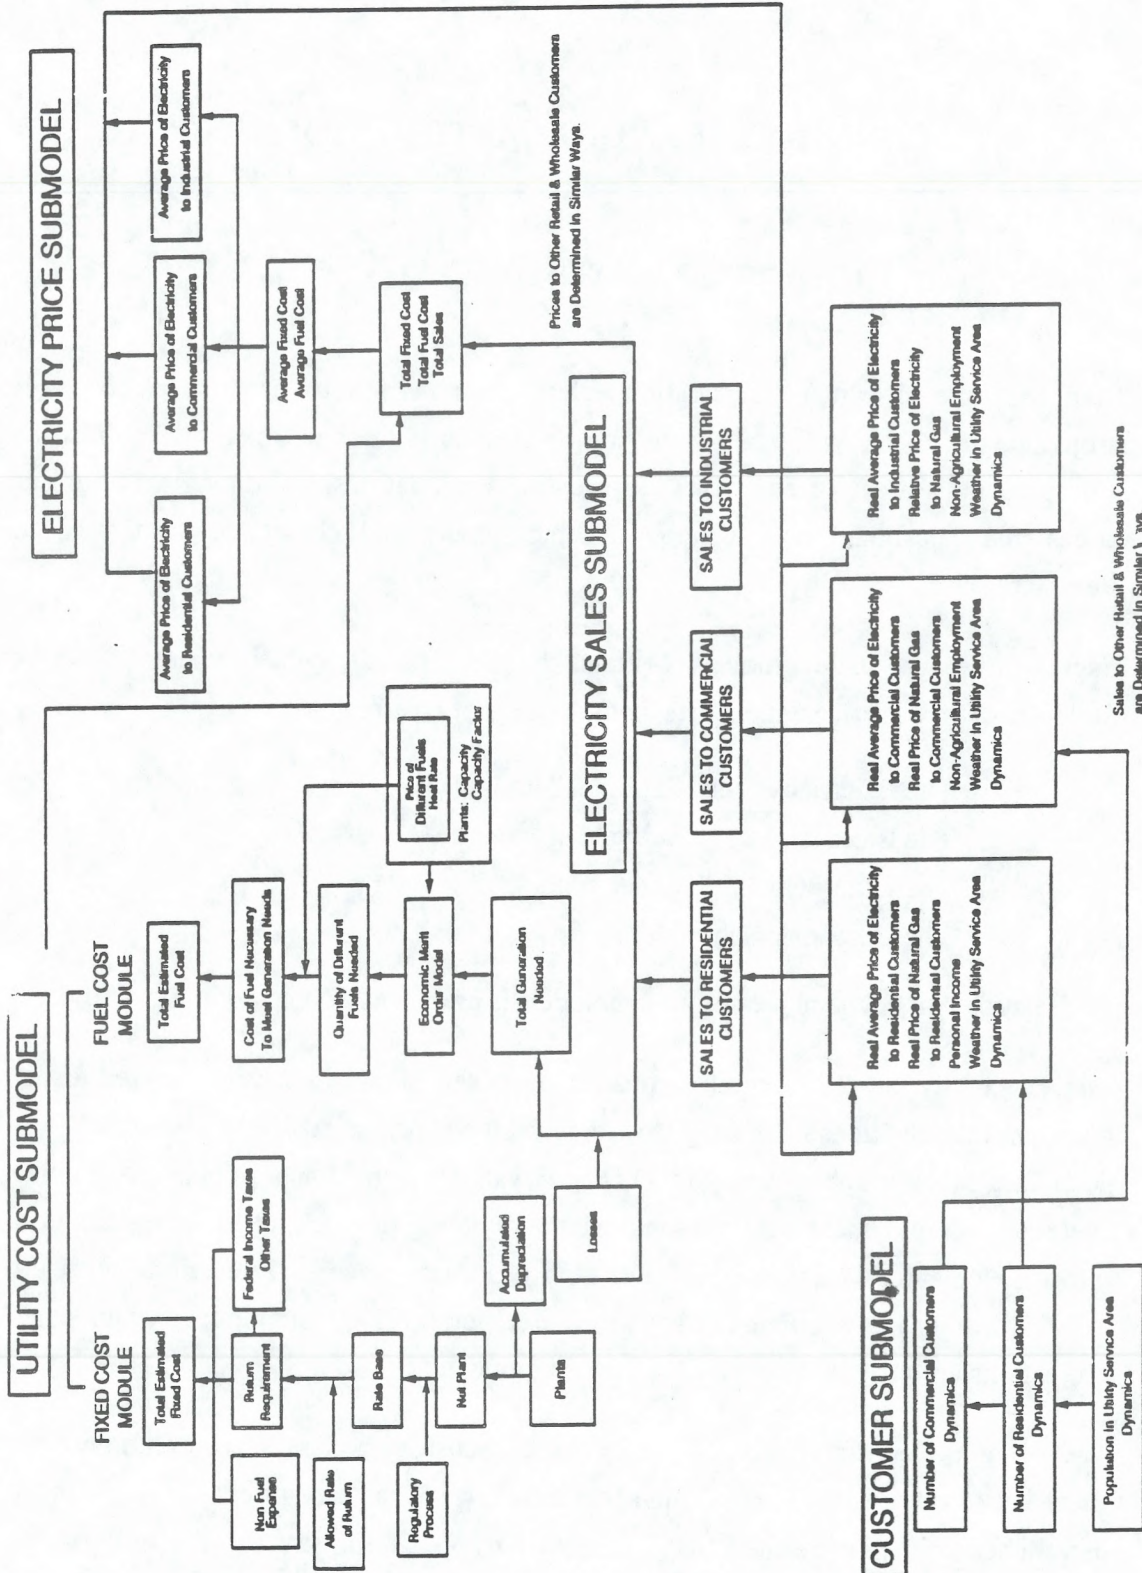 UTILITY COST SUBMODEL
FIXED COST
MODULE
Total Estimated
Fixed Cost
Non Fuel
Expense
Return
Requirement
Federal Income Taxes
Other Taxes
Allowed Rate
of Return
Rate Base
Regulatory
Process
Net Plant
Accumulated
Depreciation
Plants
Losses
FUEL COST
MODULE
Total Estimated
Fuel Cost
Cost of Fuel Necessary
To Meet Generation Needs
Quantity of Different
Fuels Needed
Economic Merit
Order Model
Total Generation
Needed
Price of
Different Fuels
Heat Rate
Plants: Capacity
Capacity Factor
ELECTRICITY PRICE SUBMODEL
Average Price of Electricity
to Residential Customers
Average Price of Electricity
to Commercial Customers
Average Price of Electricity
to Industrial Customers
Average Fixed Cost
Average Fuel Cost
Total Fixed Cost
Total Fuel Cost
Total Sales
Prices to Other Retail & Wholesale Customers
are Determined in Similar Ways.
ELECTRICITY SALES SUBMODEL
SALES TO RESIDENTIAL
CUSTOMERS
SALES TO COMMERCIAL
CUSTOMERS
SALES TO INDUSTRIAL
CUSTOMERS
Real Average Price of Electricity
to Residential Customers
Real Price of Natural Gas
to Residential Customers
Personal Income
Weather in Utility Service Area
Dynamics
Real Average Price of Electricity
to Commercial Customers
Real Price of Natural Gas
to Commercial Customers
Non-Agricultural Employment
Weather in Utility Service Area
Dynamics
Real Average Price of Electricity
to Industrial Customers
Relative Price of Electricity
to Natural Gas
Non-Agricultural Employment
Weather in Utility Service Area
Dynamics
Sales to Other Retail & Wholesale Customers
are Determined in Similar
CUSTOMER SUBMODEL
Number of Commercial Customers
Dynamics
Number of Residential Customers
Dynamics
Population in Utility Service Area
Dynamics